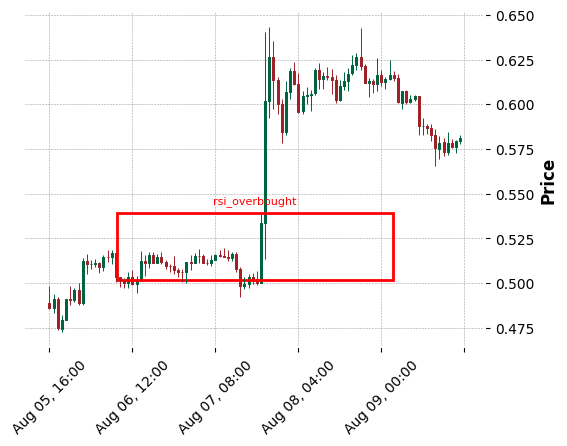 0.650
0.625
0.600
0.575
0.550
0.525
0.500
0.475
Price
rsi_overbought
Aug 05, 16:00
Aug 06, 12:00
Aug 07, 08:00
Aug 08, 04:00
Aug 09, 00:00